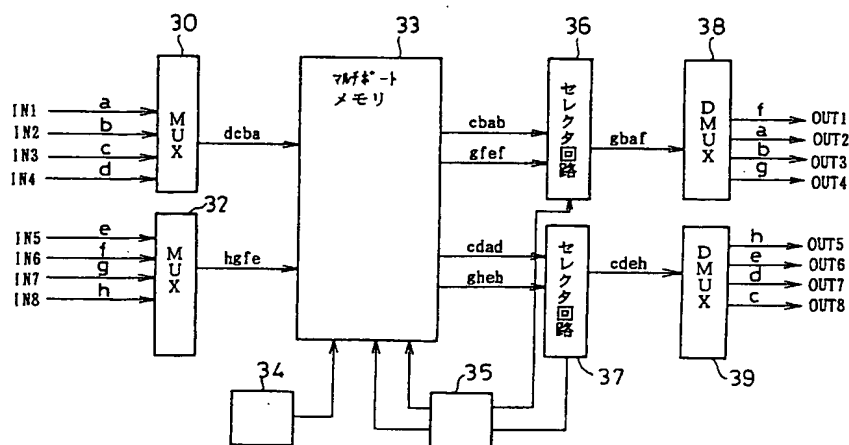 30
33
36
38
マルチポート
メモリ
IN1
a
IN2
b
IN3
c
IN4
d
MUX
dcba
cbab
gfef
セレクタ回路
gbaf
DMUX
f
OUT1
a
OUT2
b
OUT3
g
OUT4
32
IN5
e
IN6
f
IN7
g
IN8
h
MUX
hgfe
cdad
gheb
セレクタ回路
cdeh
DMUX
h
OUT5
e
OUT6
d
OUT7
c
OUT8
34
35
37
39